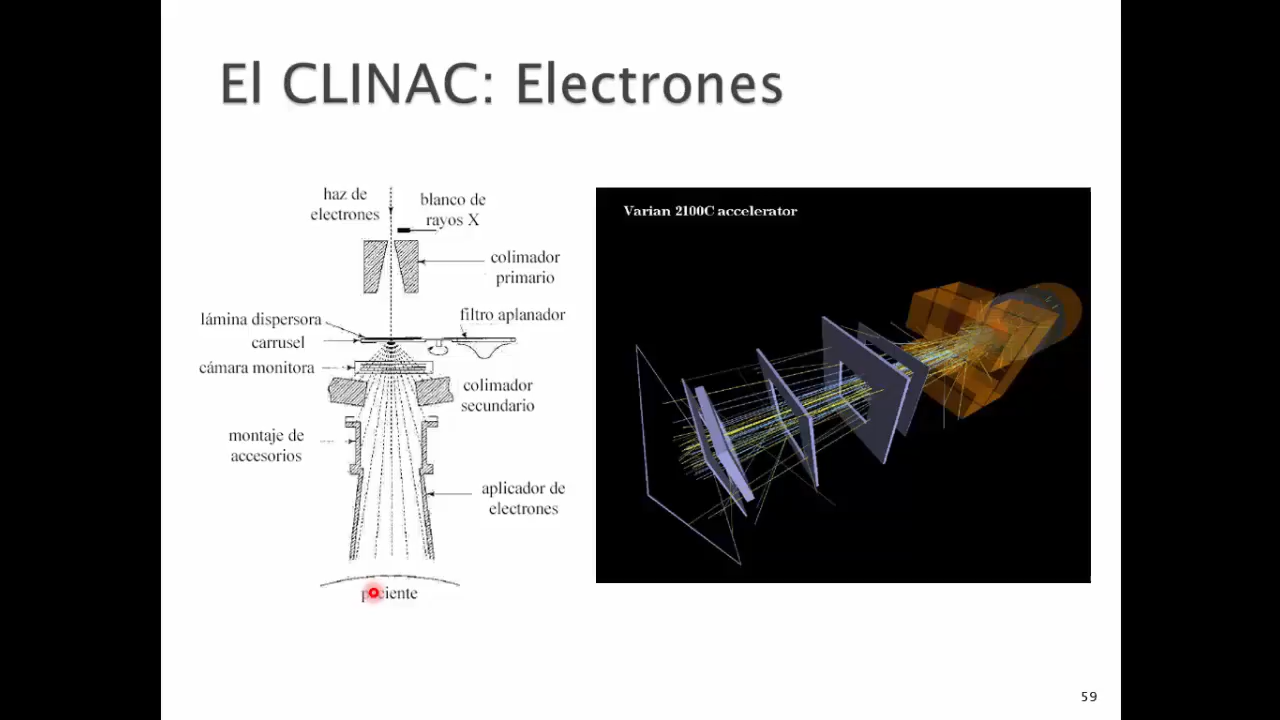 El CLINAC: Electrones
haz de
electrones
blanco de
rayos X
colimador
primario
lámina dispersora
carrusel
filtro aplanador
cámara monitora
colimador
secundario
montaje de
accesorios
aplicador de
electrones
paciente
Varian 2100C accelerator
59